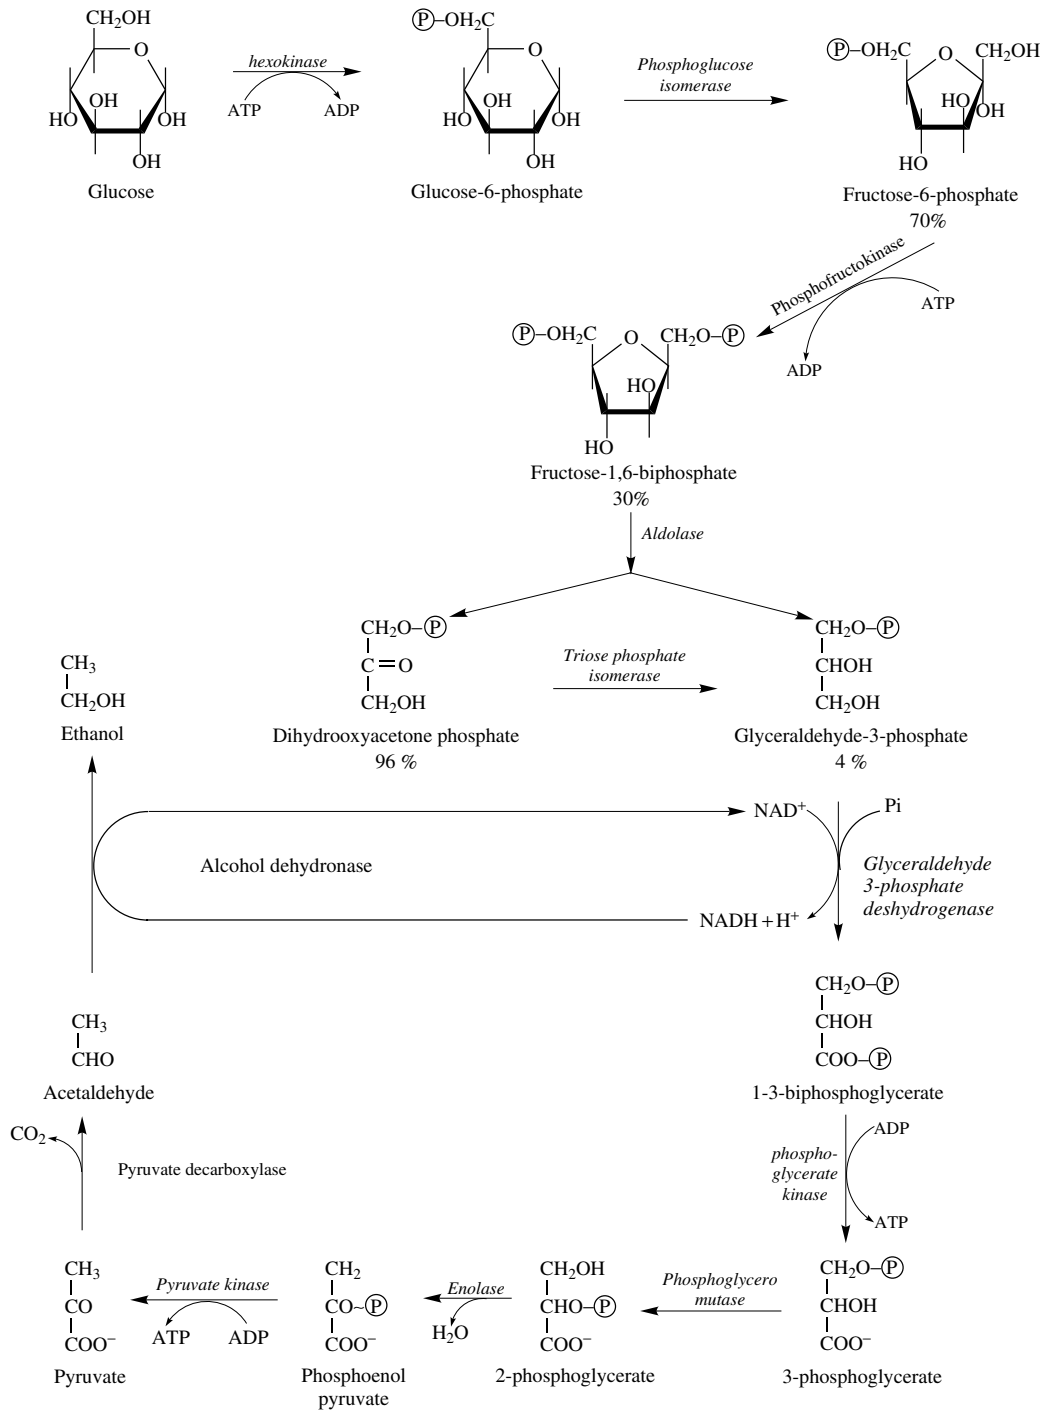 CH₂OH
O
OH
HO
OH
OH
Glucose
hexokinase
ATP
ADP
Ⓟ–OH₂C
O
OH
HO
OH
OH
Glucose-6-phosphate
Phosphoglucose
isomerase
Ⓟ–OH₂C
O
CH₂OH
HO
OH
HO
Fructose-6-phosphate
70%
Phosphofructokinase
ATP
ADP
Ⓟ–OH₂C
O
CH₂O–Ⓟ
HO
HO
Fructose-1,6-biphosphate
30%
Aldolase
CH₂O–Ⓟ
C=O
CH₂OH
Dihydrooxyacetone phosphate
96 %
Triose phosphate
isomerase
CH₂O–Ⓟ
CHOH
CH₂OH
Glyceraldehyde-3-phosphate
4 %
CH₃
CH₂OH
Ethanol
NAD⁺
Pi
Alcohol dehydronase
Glyceraldehyde
3-phosphate
deshydrogenase
NADH + H⁺
CH₂O–Ⓟ
CHOH
COO–Ⓟ
1-3-biphosphoglycerate
CH₃
CHO
Acetaldehyde
CO₂
Pyruvate decarboxylase
ADP
phospho-
glycerate
kinase
ATP
CH₂O–Ⓟ
CHOH
COO⁻
3-phosphoglycerate
Phosphoglycero
mutase
CH₂OH
CHO–Ⓟ
COO⁻
2-phosphoglycerate
Enolase
H₂O
CH₂
CO~Ⓟ
COO⁻
Phosphoenol
pyruvate
Pyruvate kinase
ATP
ADP
CH₃
CO
COO⁻
Pyruvate